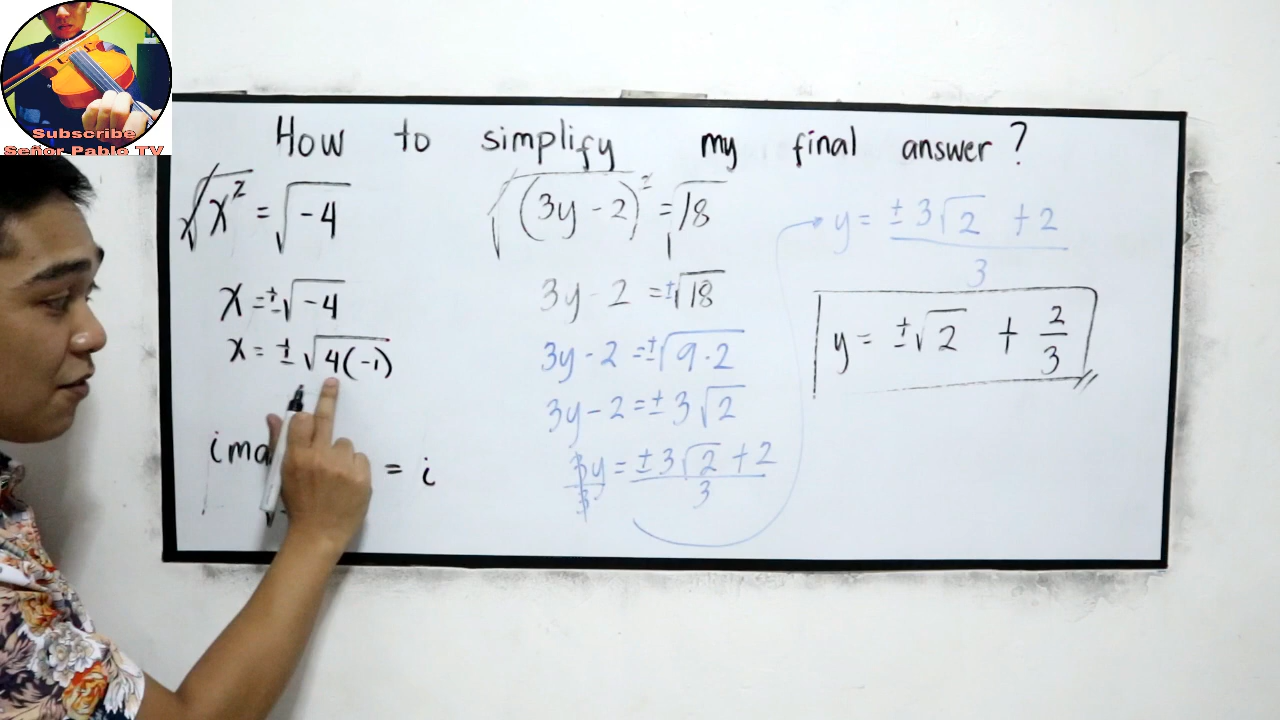 Subscribe
Señor Pablo TV
How to simplify my final answer?
√x² = √-4
x = ±√-4
x = ± √4(-1)
ima
= i
√(3y - 2)² = √18
3y - 2 = ±√18
3y - 2 = ±√9·2
3y - 2 = ± 3√2
3y/3 = ± 3√2 + 2 / 3
y = ± 3√2 + 2 / 3
y = ±√2 + 2/3